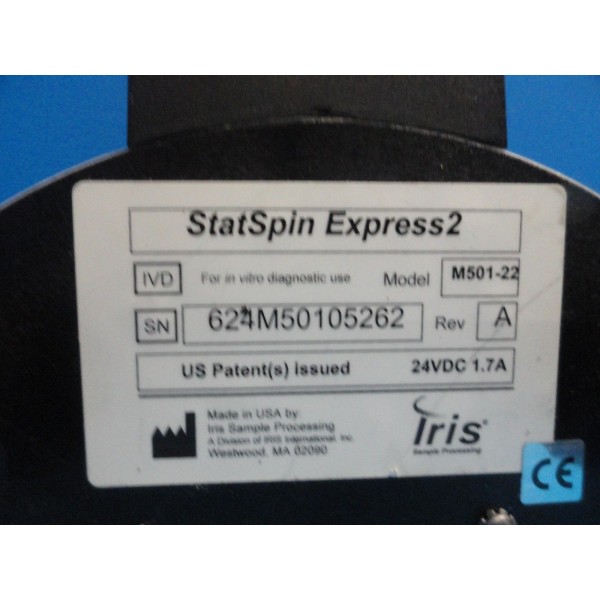 StatSpin Express2
IVD For in vitro diagnostic use Model M501-22
SN 624M50105262 Rev A
US Patent(s) issued 24VDC 1.7A
Made in USA by:
Iris Sample Processing
A Division of IRIS International, Inc.
Westwood, MA 02090
Iris®
Sample Processing
CE